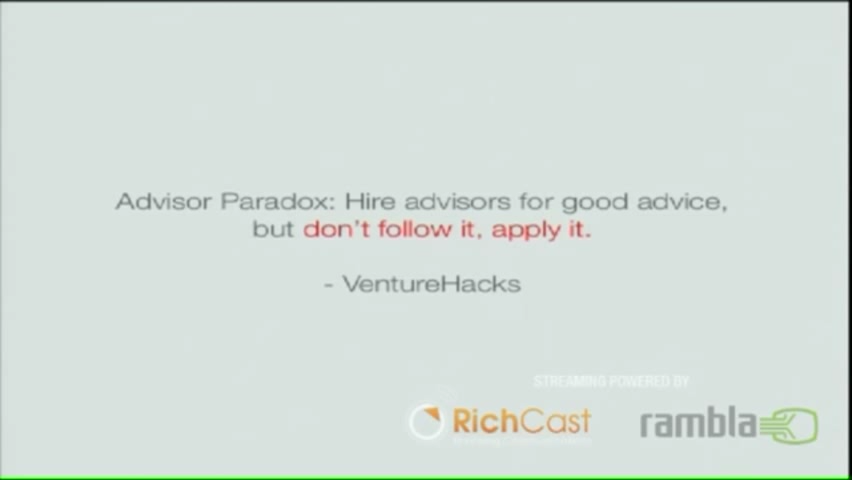 Advisor Paradox: Hire advisors for good advice,
but don't follow it, apply it.
- VentureHacks
STREAMING POWERED BY
RichCast
rambla